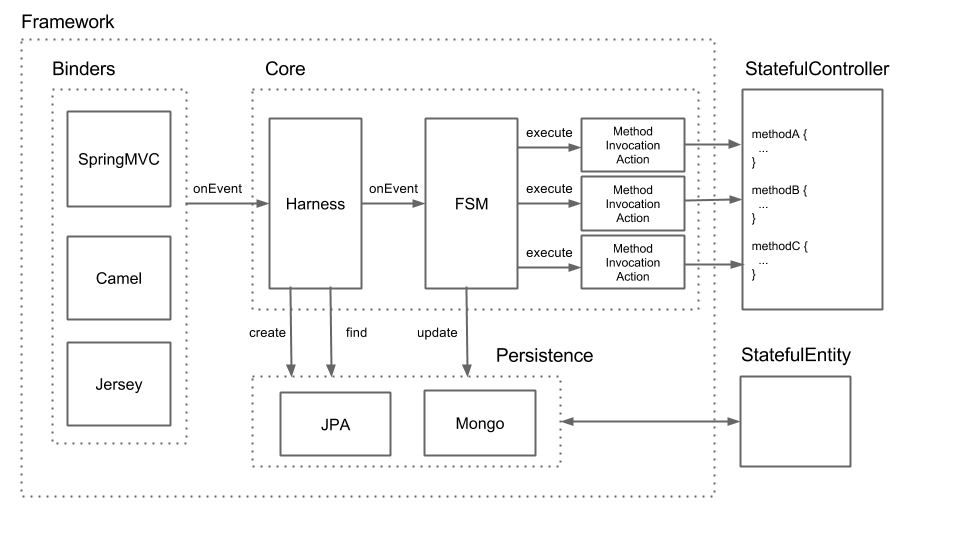 Framework
Binders
Core
StatefulController
SpringMVC
Camel
Jersey
onEvent
Harness
onEvent
FSM
execute
execute
execute
Method
Invocation
Action
Method
Invocation
Action
Method
Invocation
Action
methodA {
...
}
methodB {
...
}
methodC {
...
}
create
find
update
Persistence
StatefulEntity
JPA
Mongo